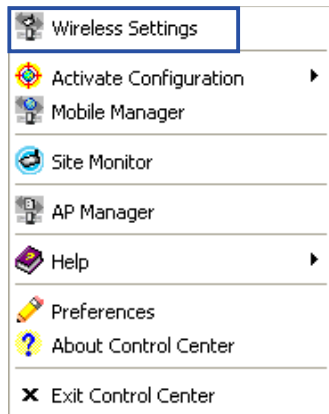 Wireless Settings
Activate Configuration
Mobile Manager
Site Monitor
AP Manager
Help
Preferences
About Control Center
Exit Control Center